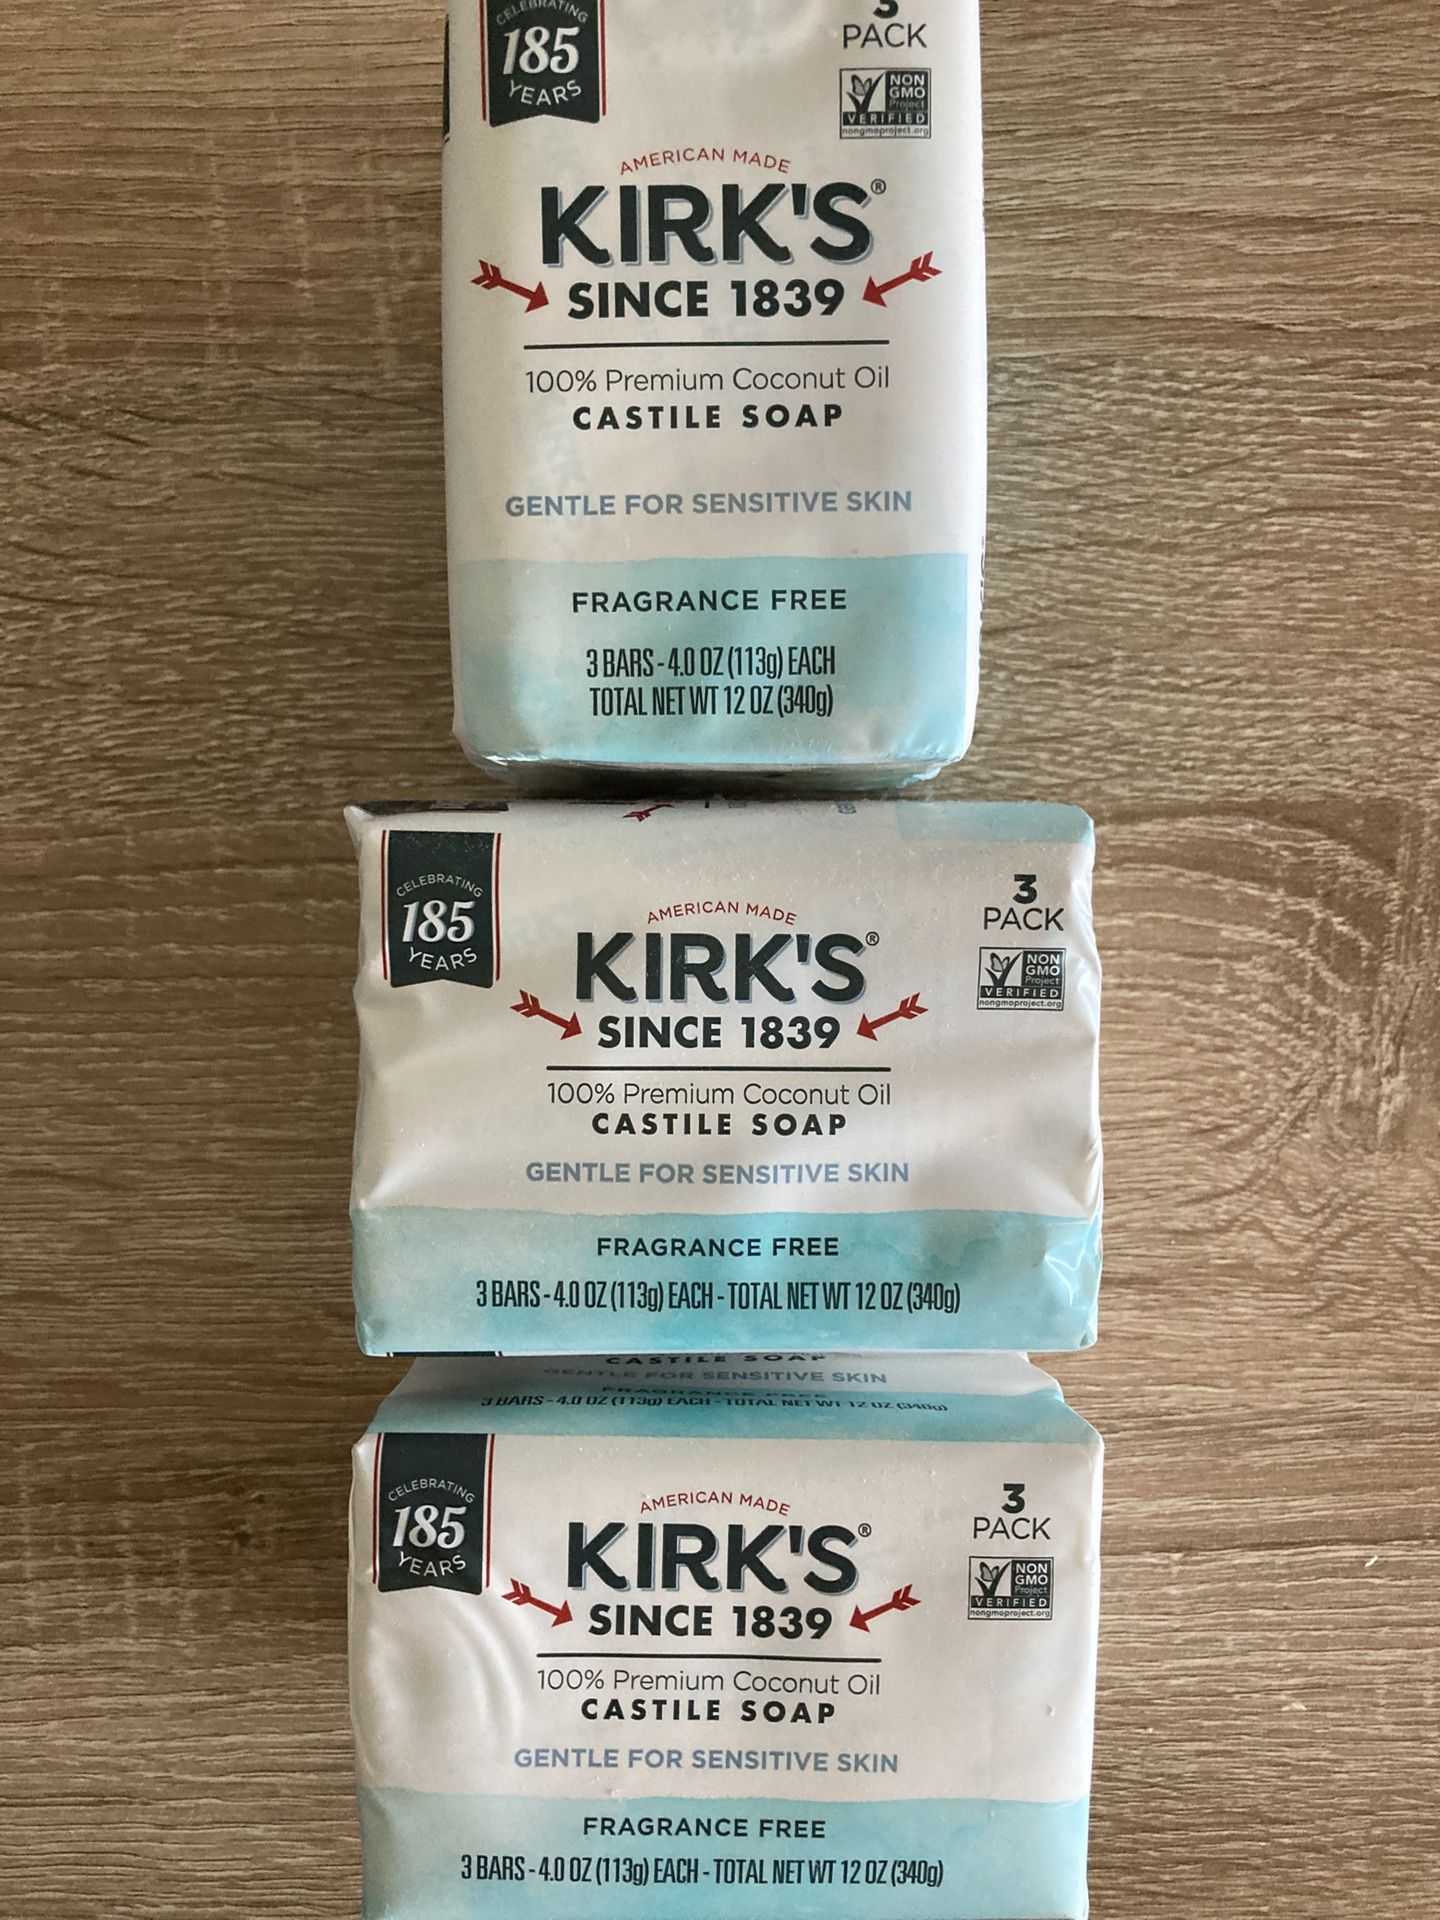 CELEBRATING
185
YEARS
3
PACK
NON
GMO
Project
VERIFIED
nongmoproject.org
AMERICAN MADE
KIRK'S®
SINCE 1839
100% Premium Coconut Oil
CASTILE SOAP
GENTLE FOR SENSITIVE SKIN
FRAGRANCE FREE
3 BARS - 4.0 OZ (113g) EACH
TOTAL NET WT 12 OZ (340g)
CELEBRATING
185
YEARS
3
PACK
NON
GMO
Project
VERIFIED
nongmoproject.org
AMERICAN MADE
KIRK'S®
SINCE 1839
100% Premium Coconut Oil
CASTILE SOAP
GENTLE FOR SENSITIVE SKIN
FRAGRANCE FREE
3 BARS - 4.0 OZ (113g) EACH - TOTAL NET WT 12 OZ (340g)
CASTILE SOAP
GENTLE FOR SENSITIVE SKIN
FRAGRANCE FREE
3 BARS - 4.0 OZ (113g) EACH - TOTAL NET WT 12 OZ (340g)
CELEBRATING
185
YEARS
3
PACK
NON
GMO
Project
VERIFIED
nongmoproject.org
AMERICAN MADE
KIRK'S®
SINCE 1839
100% Premium Coconut Oil
CASTILE SOAP
GENTLE FOR SENSITIVE SKIN
FRAGRANCE FREE
3 BARS - 4.0 OZ (113g) EACH - TOTAL NET WT 12 OZ (340g)